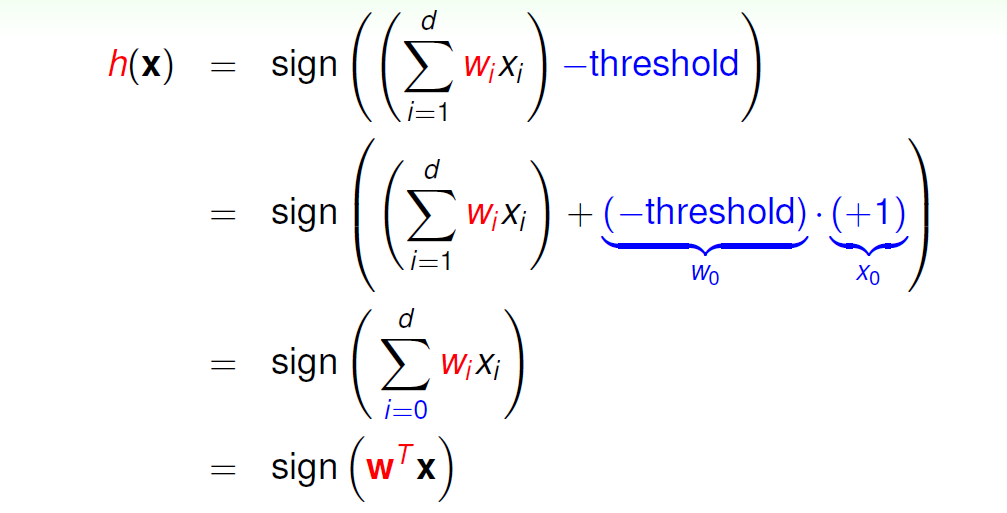 h(x) = sign((∑_{i=1}^{d} w_i x_i) −threshold)
= sign((∑_{i=1}^{d} w_i x_i) + (−threshold)_{w_0} · (+1)_{x_0})
= sign(∑_{i=0}^{d} w_i x_i)
= sign(w^T x)